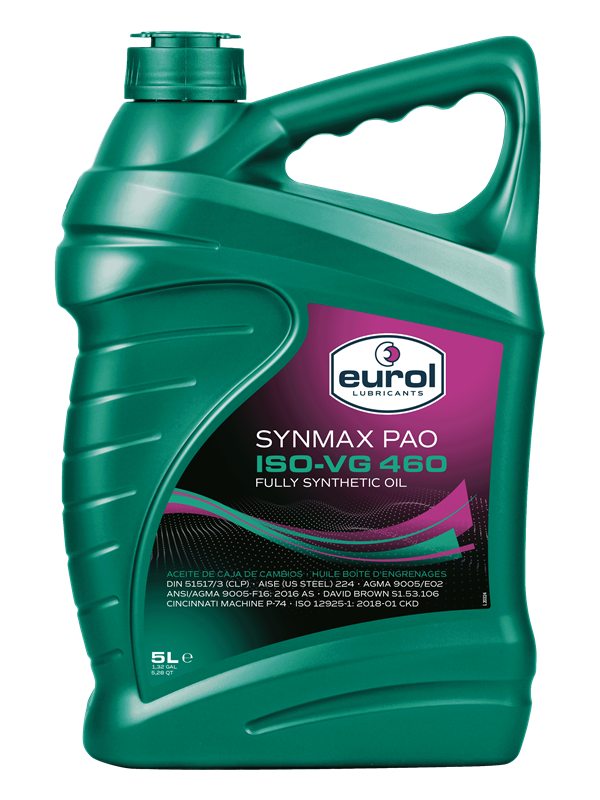 eurol
LUBRICANTS
SYNMAX PAO
ISO-VG 460
FULLY SYNTHETIC OIL
ACEITE DE CAJA DE CAMBIOS • HUILE BOÎTE D'ENGRENAGES
DIN 51517/3 (CLP) • AISE (US STEEL) 224 • AGMA 9005/E02
ANSI/AGMA 9005-F16: 2016 AS • DAVID BROWN S1.53.106
CINCINNATI MACHINE P-74 • ISO 12925-1: 2018-01 CKD
5L e
1,32 GAL
5,28 QT